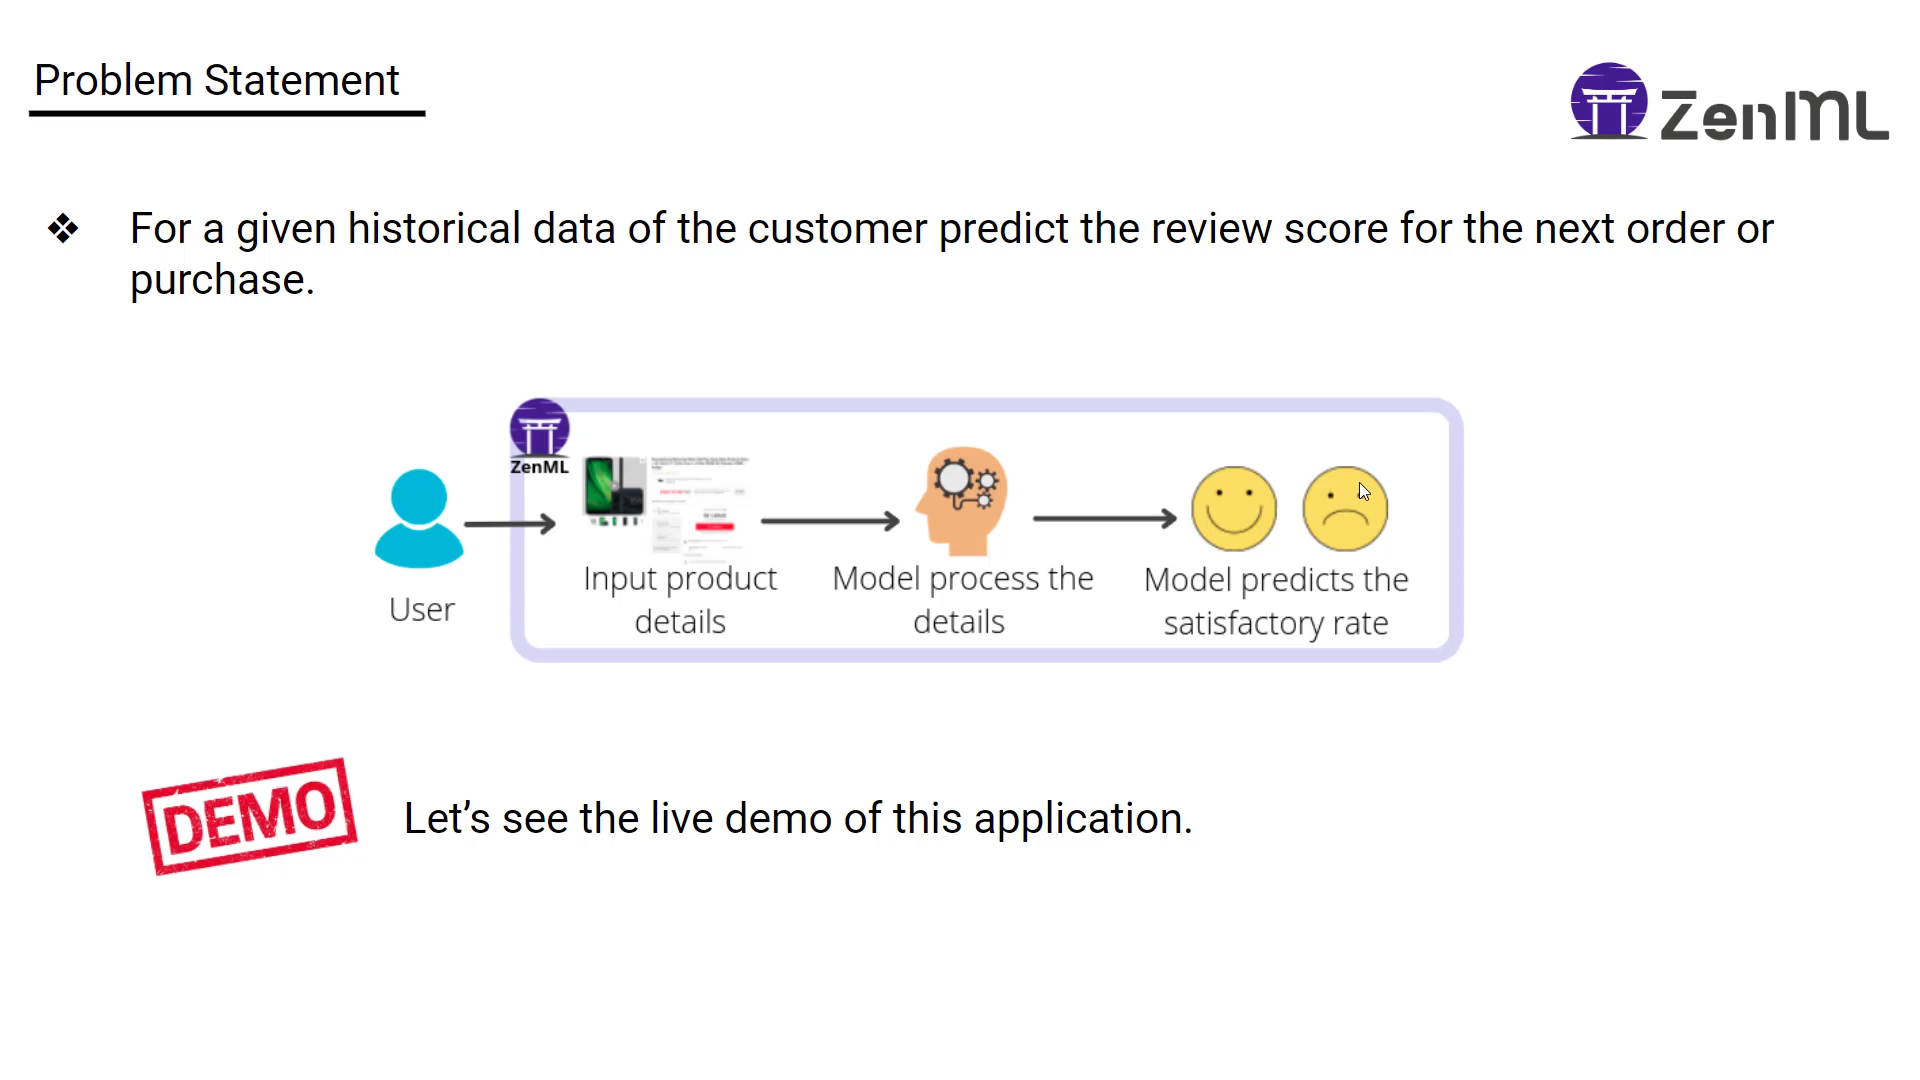 Problem Statement
ZenML
❖ For a given historical data of the customer predict the review score for the next order or
purchase.
ZenML
User
Input product
details
Model process the
details
Model predicts the
satisfactory rate
DEMO
Let’s see the live demo of this application.